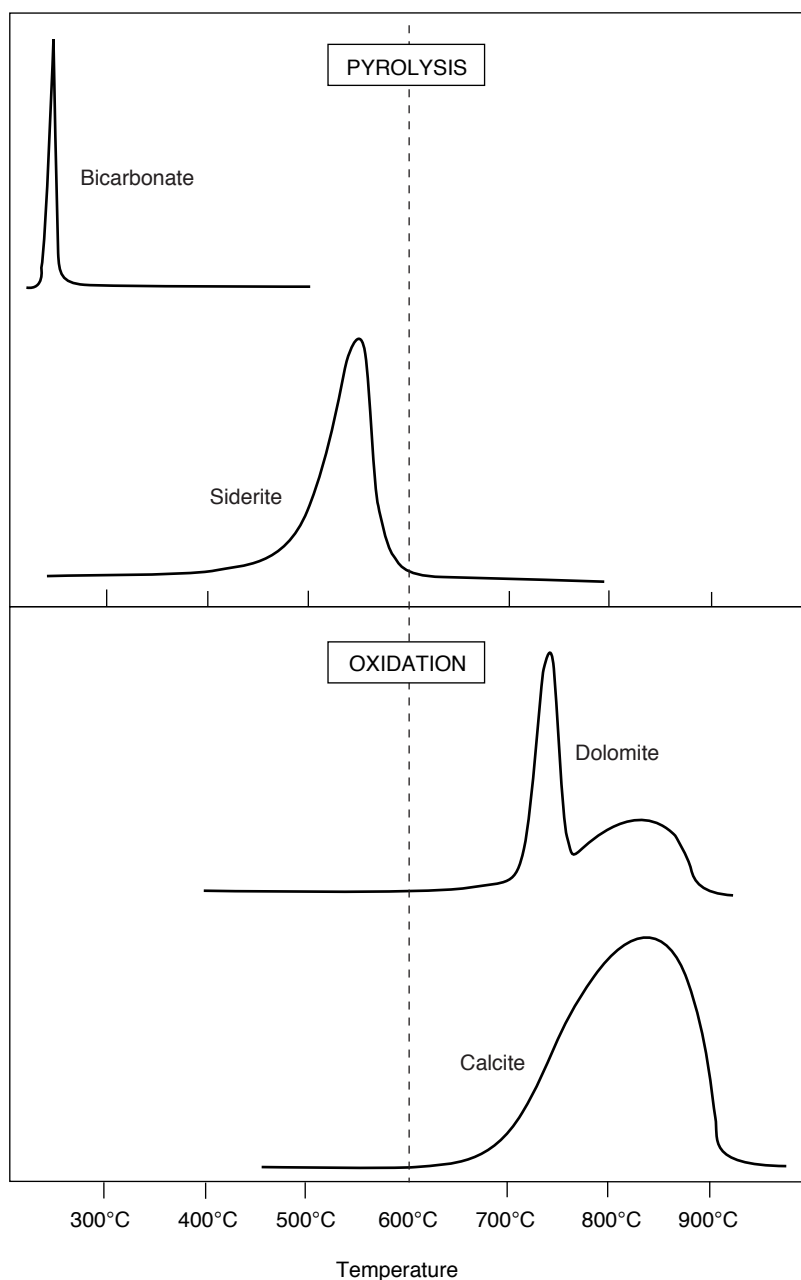 PYROLYSIS
Bicarbonate
Siderite
OXIDATION
Dolomite
Calcite
300°C 400°C 500°C 600°C 700°C 800°C 900°C
Temperature